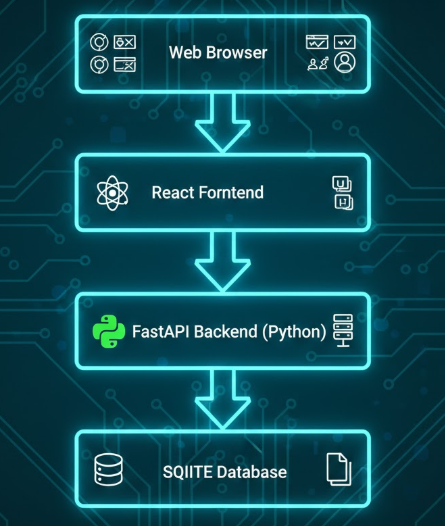 Web Browser
React Forntend
FastAPI Backend (Python)
SQIITE Database